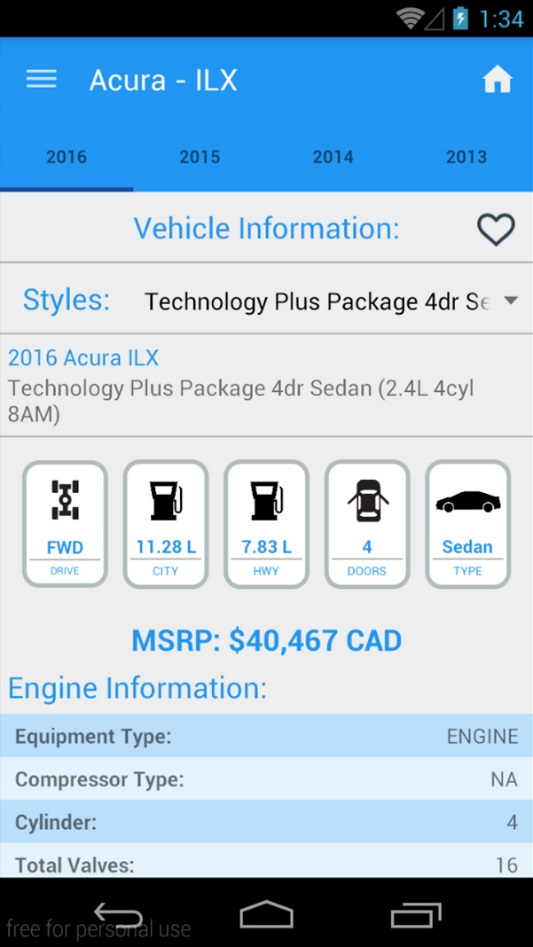 1:34
Acura - ILX
2016 2015 2014 2013
Vehicle Information:
Styles: Technology Plus Package 4dr Se
2016 Acura ILX
Technology Plus Package 4dr Sedan (2.4L 4cyl
8AM)
FWD 11.28 L 7.83 L 4 Sedan
DRIVE CITY HWY DOORS TYPE
MSRP: $40,467 CAD
Engine Information:
Equipment Type: ENGINE
Compressor Type: NA
Cylinder: 4
Total Valves: 16
free for personal use